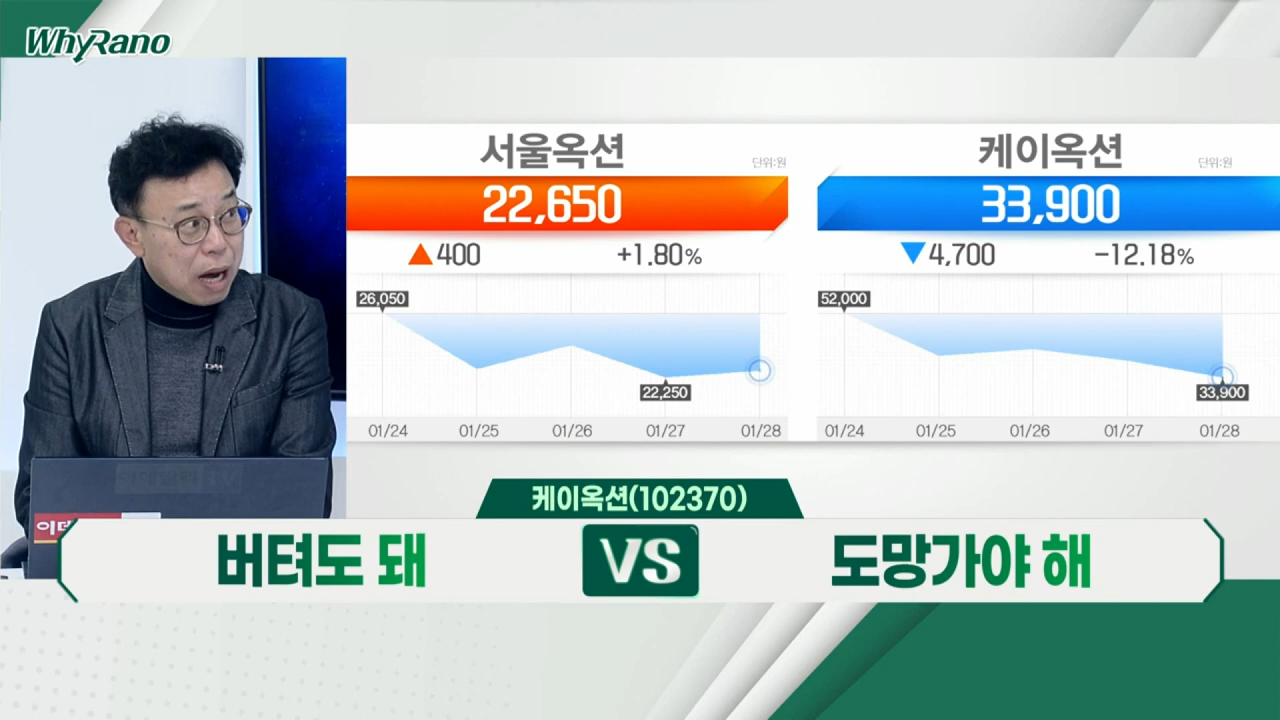 WhyRano
서울옥션
단위:원
22,650
▲400 +1.80%
26,050
22,250
01/24 01/25 01/26 01/27 01/28
케이옥션
단위:원
33,900
▼4,700 -12.18%
52,000
33,900
01/24 01/25 01/26 01/27 01/28
이데
케이옥션(102370)
버텨도 돼 VS 도망가야 해